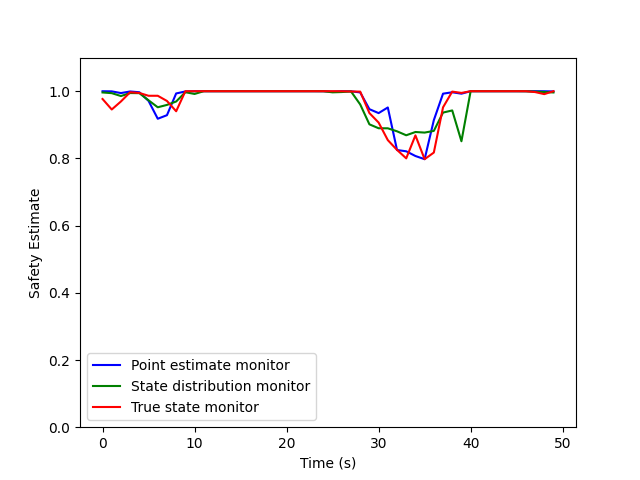 1.0
0.8
0.6
0.4
0.2
0.0
Safety Estimate
Point estimate monitor
State distribution monitor
True state monitor
0 10 20 30 40 50
Time (s)